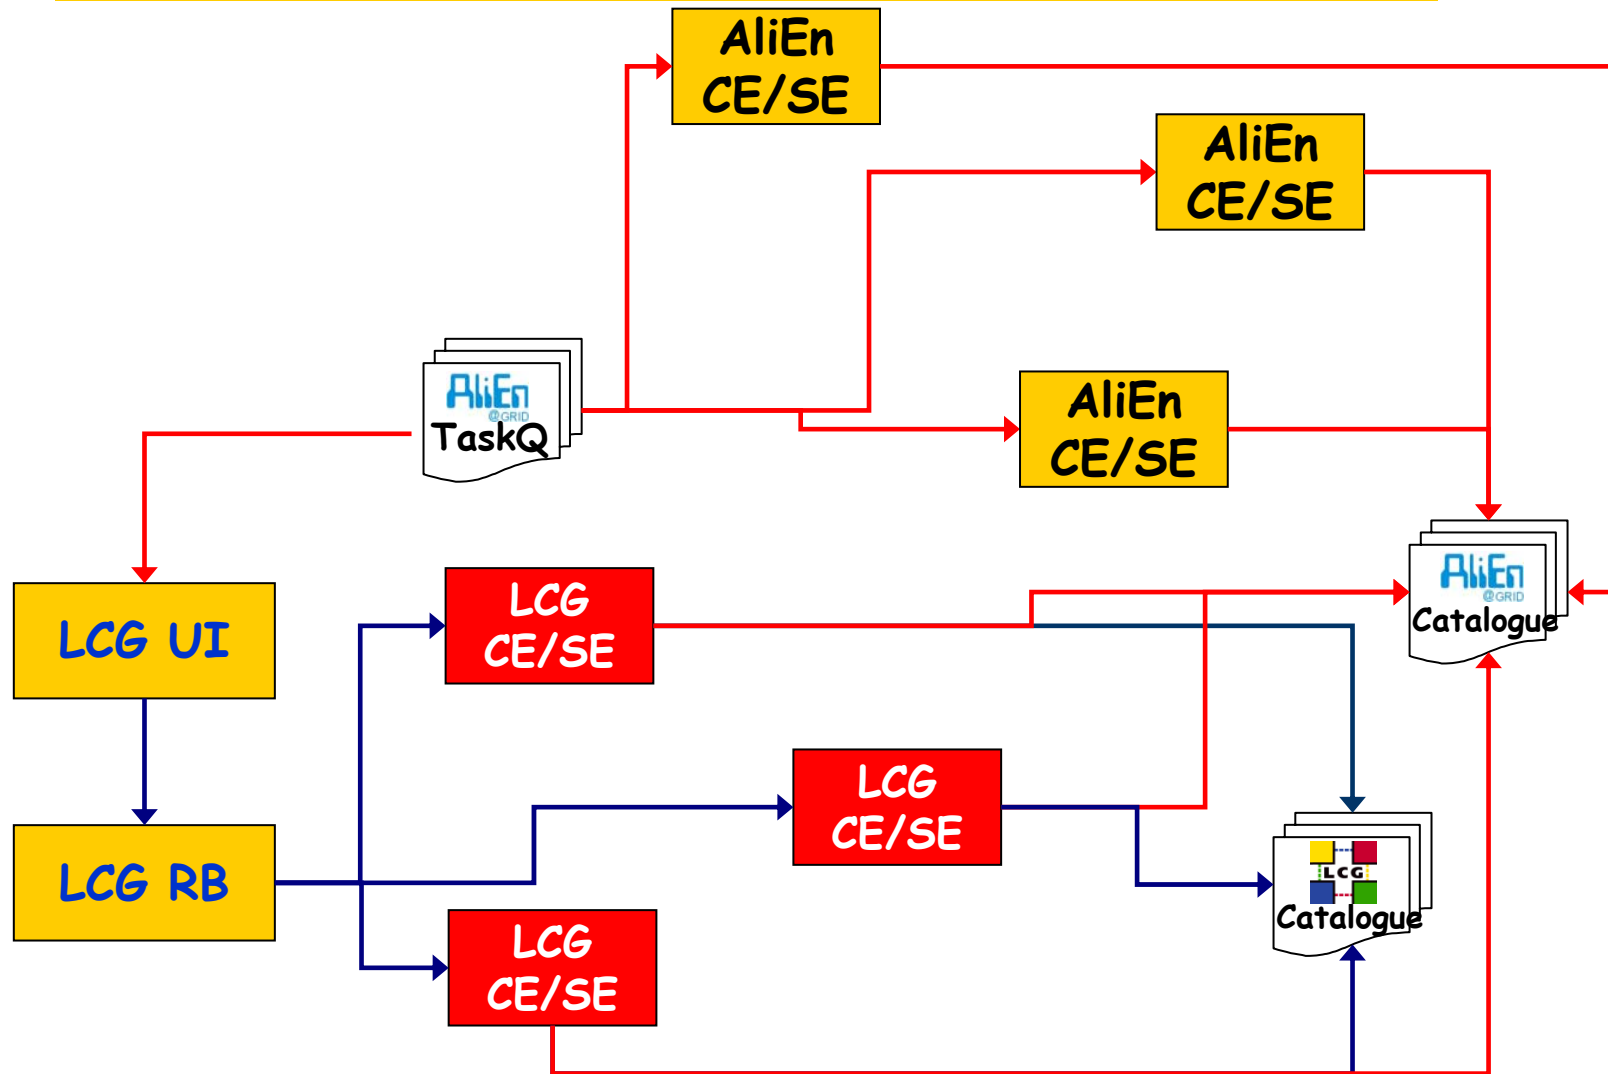 AliEn
CE/SE
AliEn
CE/SE
AliEn
@GRID
TaskQ
AliEn
CE/SE
AliEn
@GRID
Catalogue
LCG UI
LCG
CE/SE
LCG
CE/SE
LCG RB
LCG
Catalogue
LCG
CE/SE